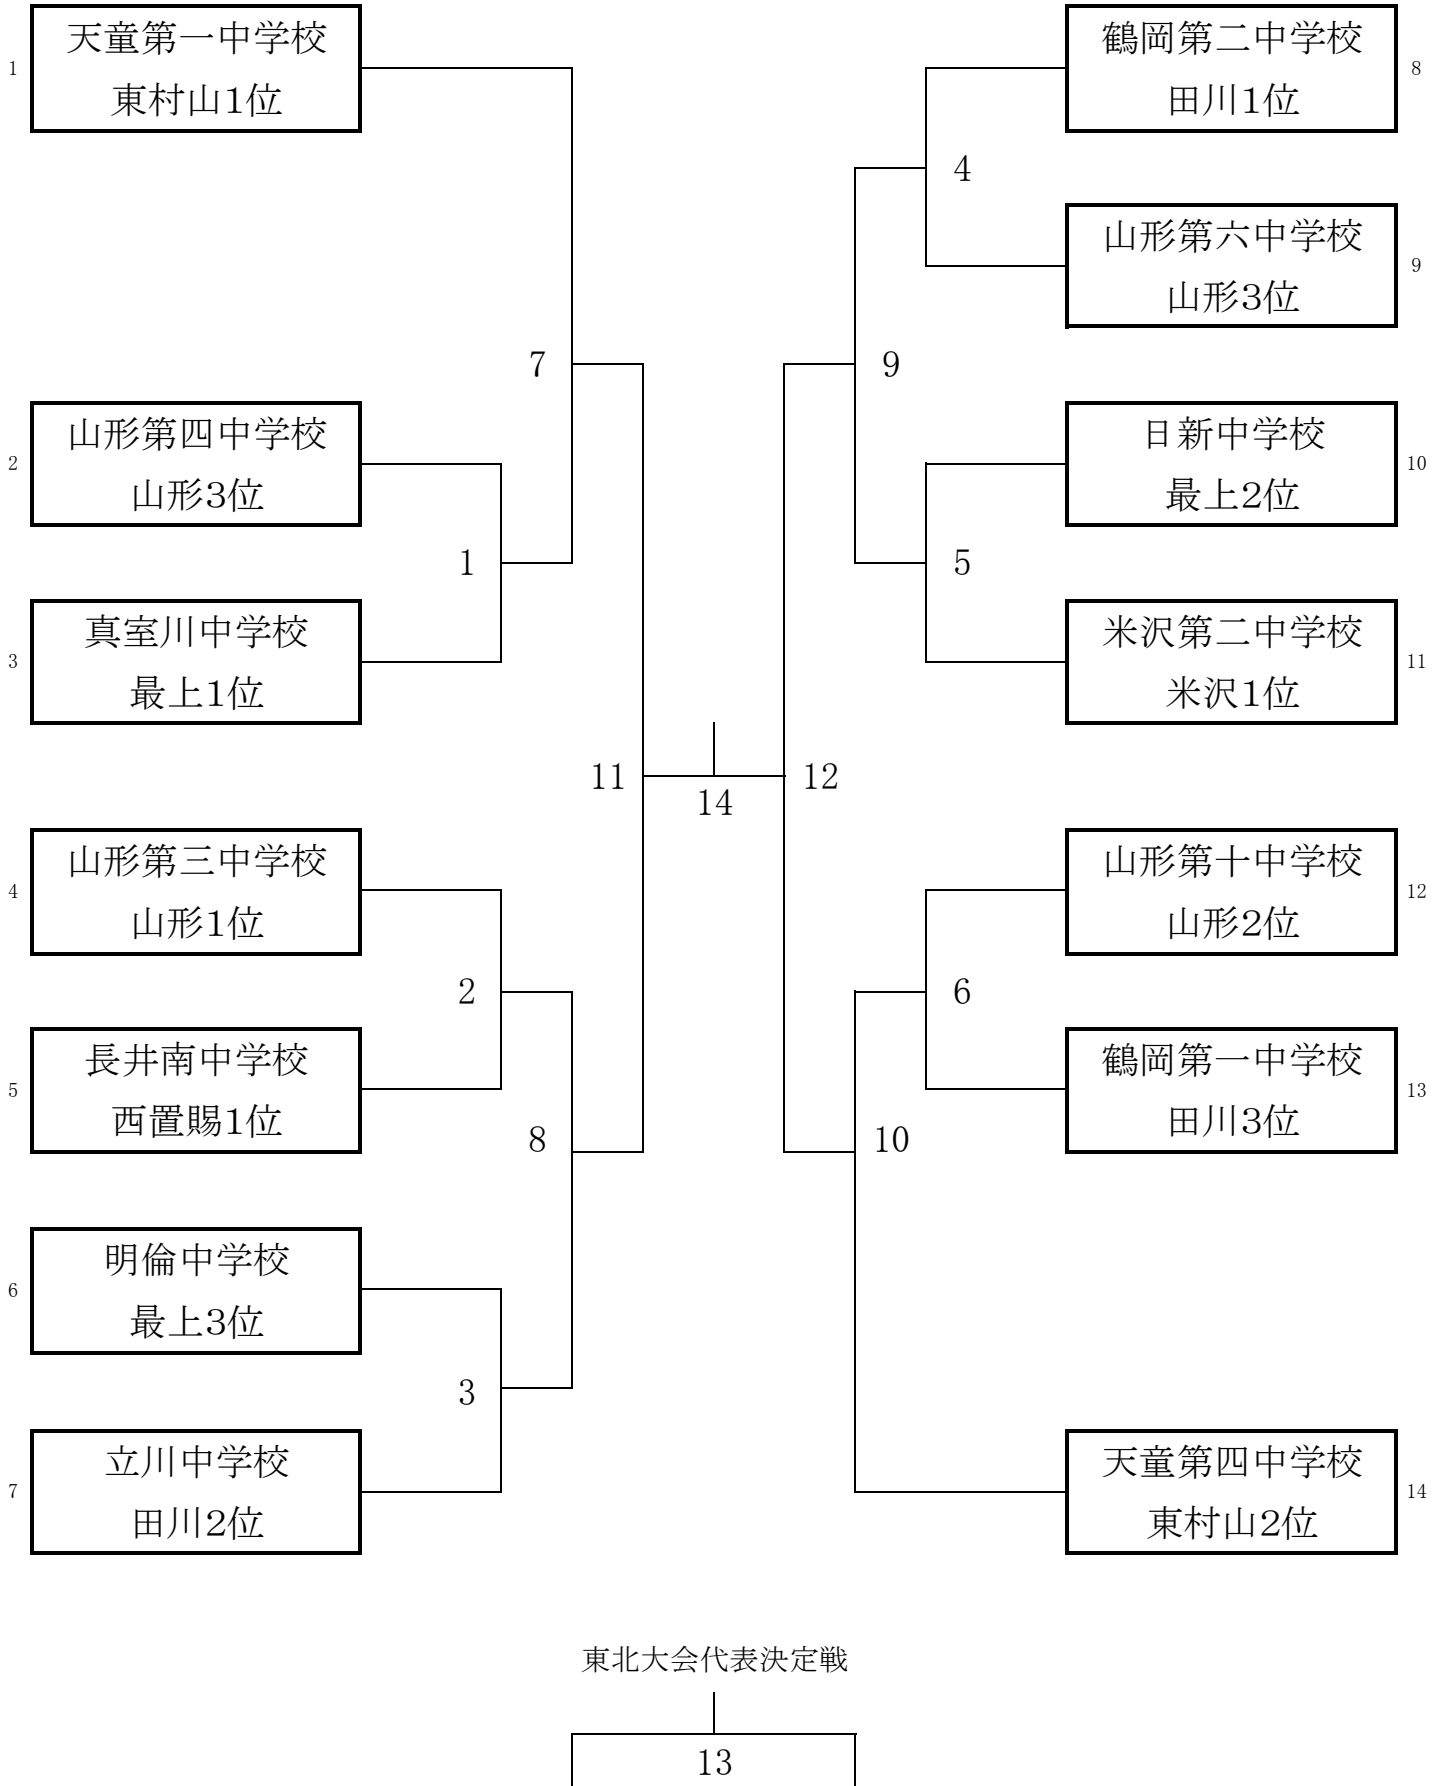 1
天童第一中学校
東村山1位
2
山形第四中学校
山形3位
3
真室川中学校
最上1位
4
山形第三中学校
山形1位
5
長井南中学校
西置賜1位
6
明倫中学校
最上3位
7
立川中学校
田川2位
7
1
2
8
3
11
14
12
9
4
5
6
10
鶴岡第二中学校
田川1位
8
山形第六中学校
山形3位
9
日新中学校
最上2位
10
米沢第二中学校
米沢1位
11
山形第十中学校
山形2位
12
鶴岡第一中学校
田川3位
13
天童第四中学校
東村山2位
14
東北大会代表決定戦
13